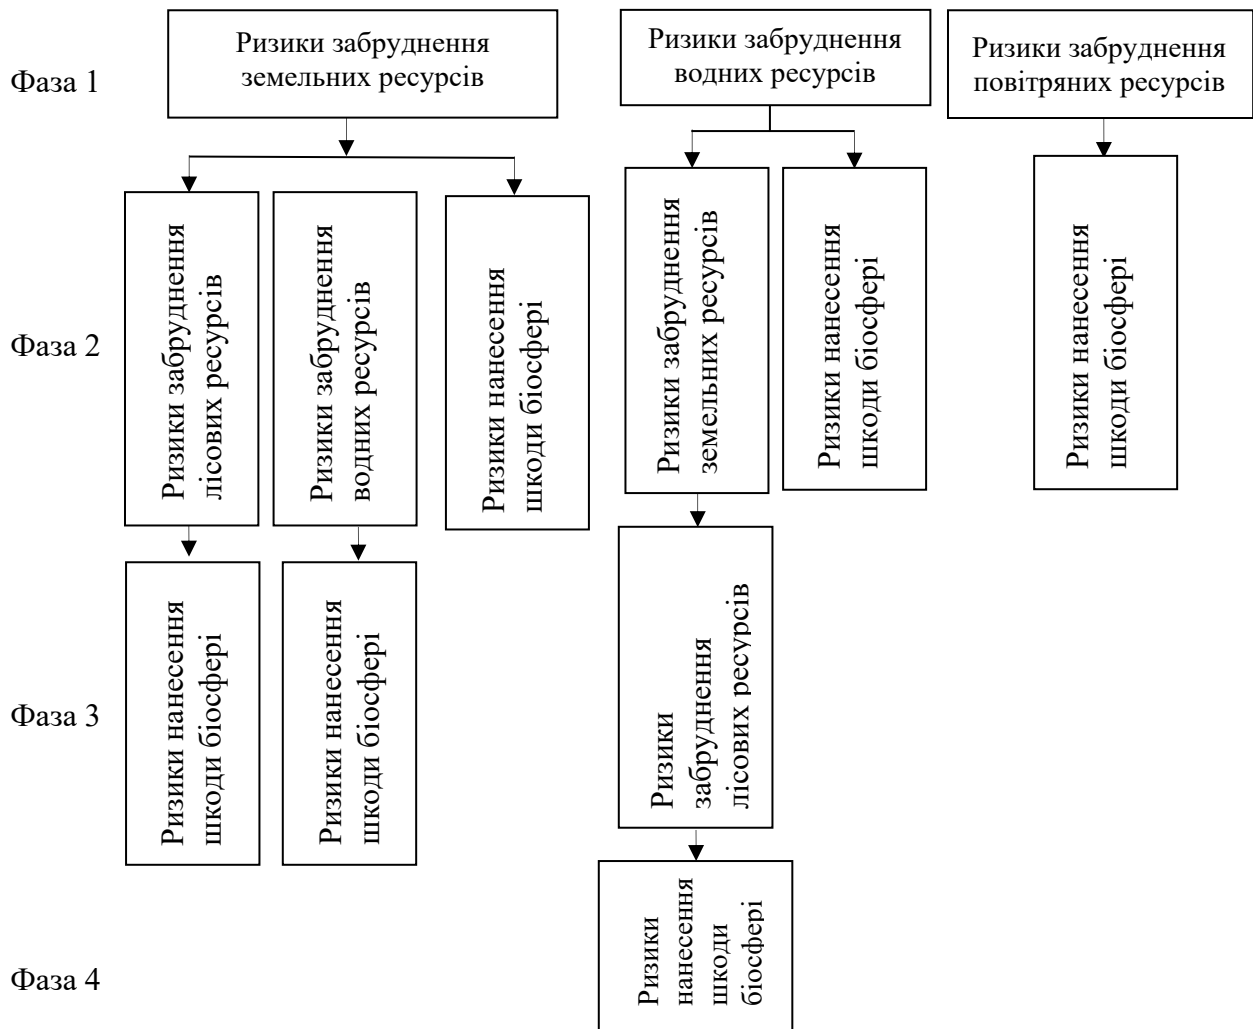 Фаза 1
Ризики забруднення
земельних ресурсів
Ризики забруднення
водних ресурсів
Ризики забруднення
повітряних ресурсів
Фаза 2
Ризики забруднення
лісових ресурсів
Ризики забруднення
водних ресурсів
Ризики нанесення
шкоди біосфері
Ризики забруднення
земельних ресурсів
Ризики нанесення
шкоди біосфері
Ризики нанесення
шкоди біосфері
Фаза 3
Ризики нанесення
шкоди біосфері
Ризики нанесення
шкоди біосфері
Ризики
забруднення
лісових ресурсів
Фаза 4
Ризики
нанесення
шкоди
біосфері